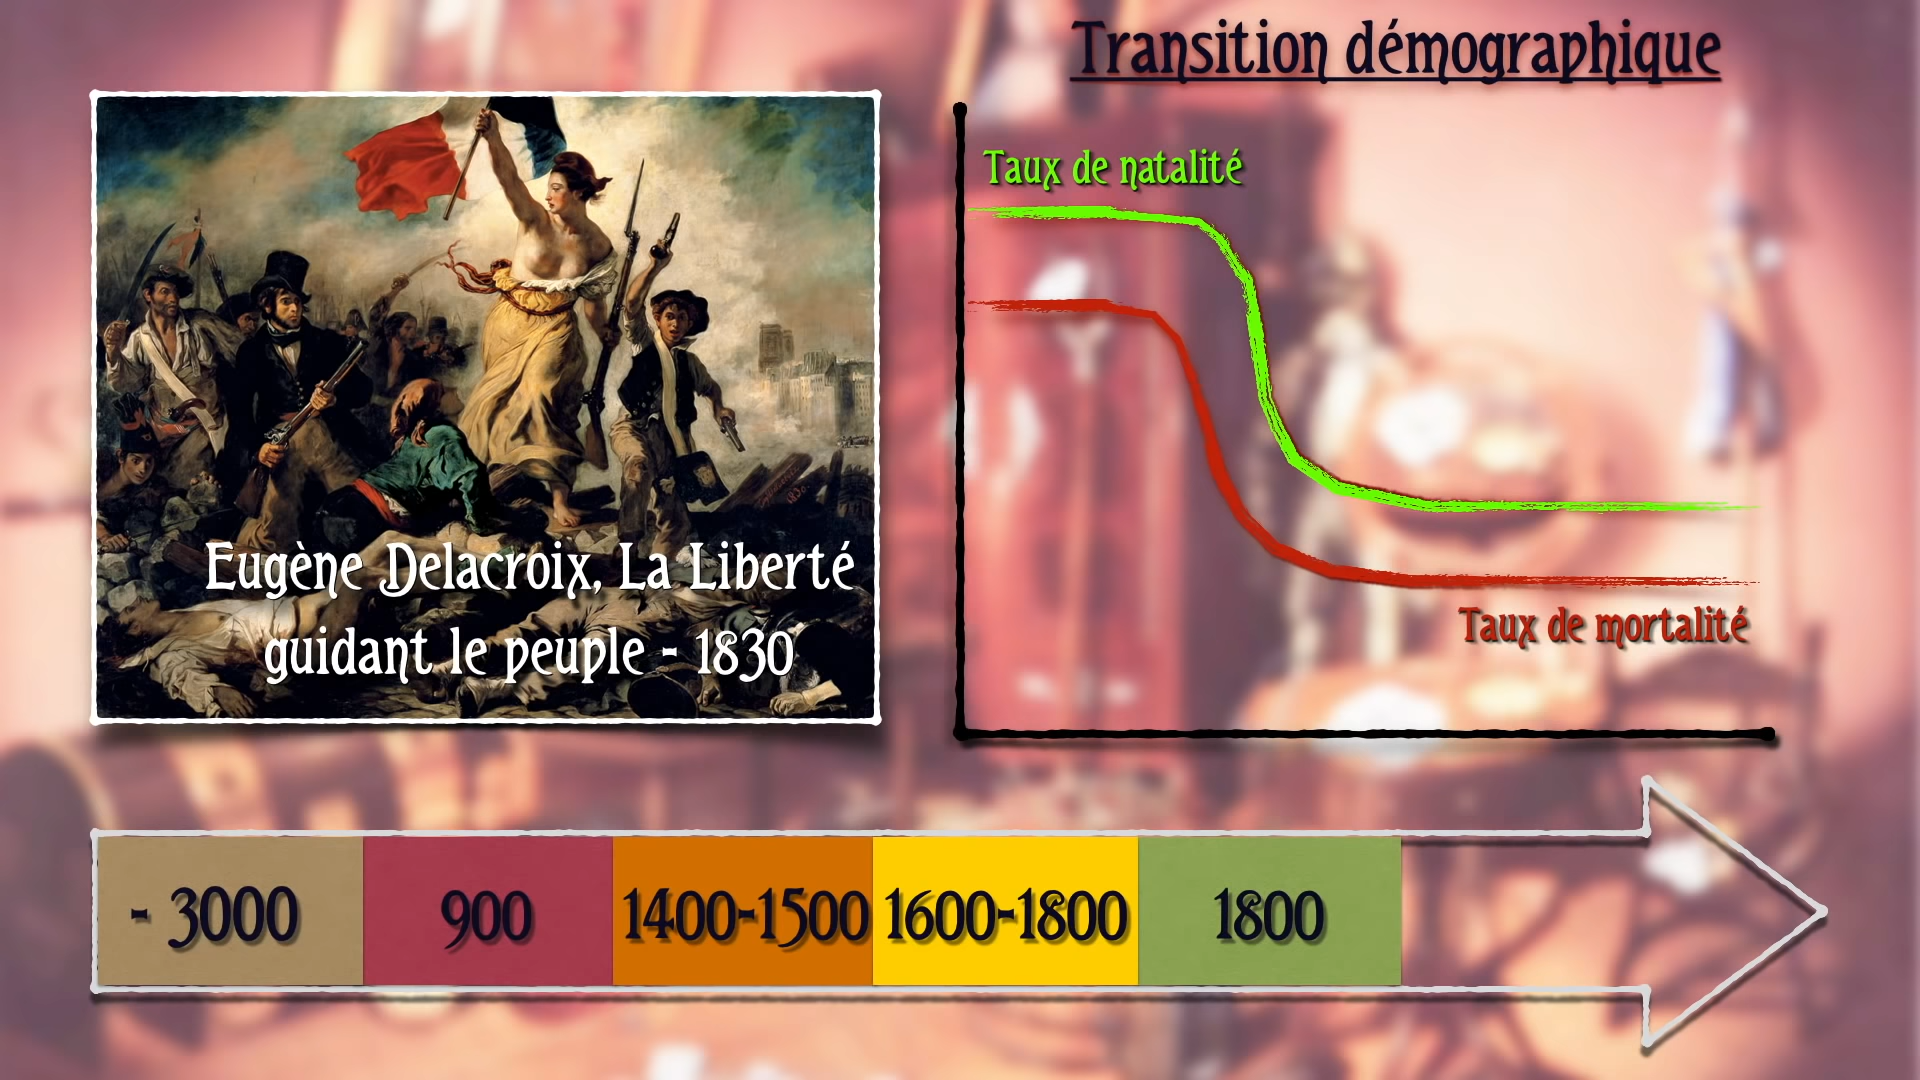 Transition démographique
Taux de natalité
Eugène Delacroix, La Liberté
guidant le peuple - 1830
Taux de mortalité
- 3000
900
1400-1500
1600-1800
1800